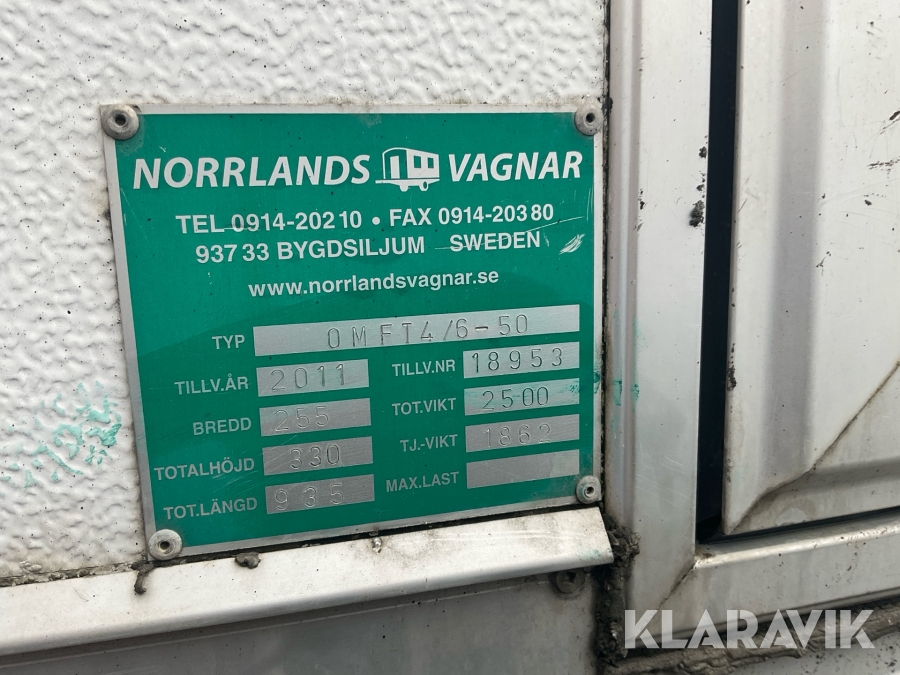 NORRLANDS VAGNAR
TEL 0914-202 10 • FAX 0914-203 80
937 33 BYGDSILJUM SWEDEN
www.norrlandsvagnar.se
TYP OMFT4/6-50
TILLV.ÅR 2011 TILLV.NR 18953
BREDD 255 TOT.VIKT 2500
TOTALHÖJD 330 TJ.-VIKT 1862
TOT.LÄNGD 935 MAX.LAST
KLARAVIK